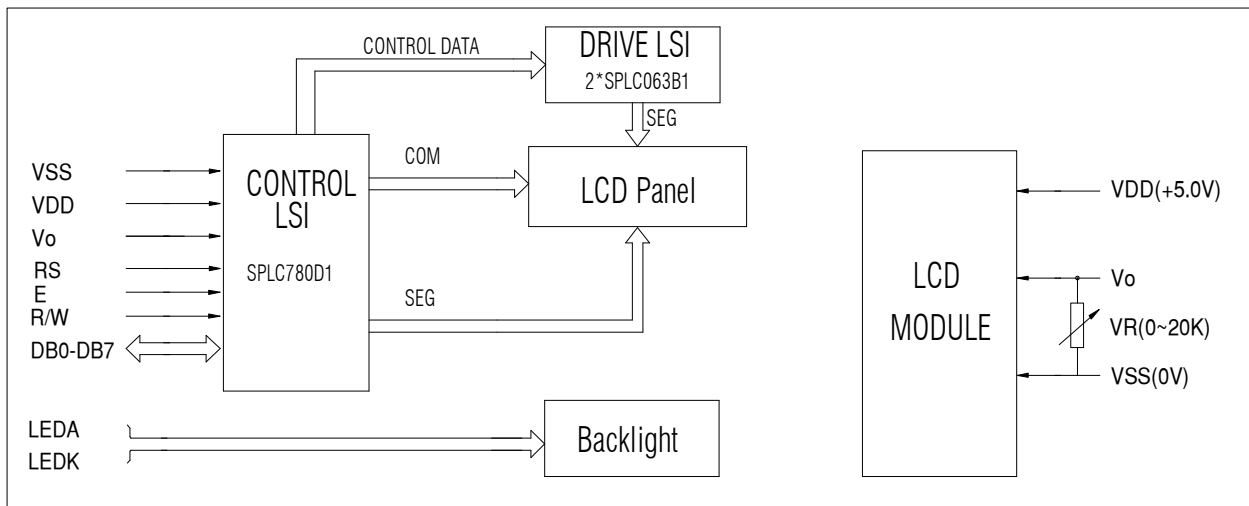 CONTROL DATA
DRIVE LSI
2*SPLC063B1
SEG
COM
LCD Panel
VSS
VDD
Vo
RS
E
R/W
DB0-DB7
CONTROL
LSI
SPLC780D1
SEG
LEDA
LEDK
Backlight
LCD
MODULE
VDD(+5.0V)
Vo
VR(0~20K)
VSS(0V)